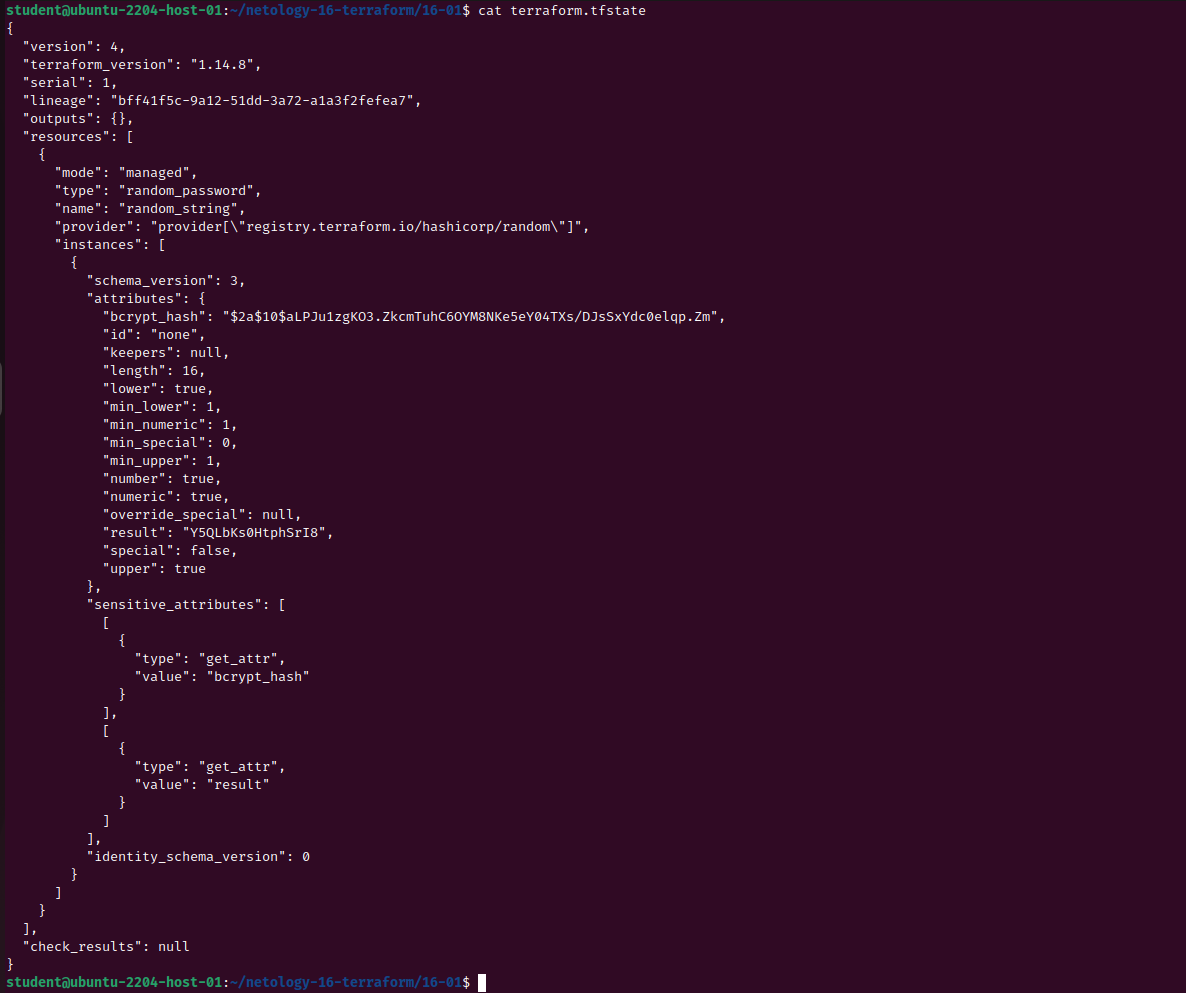 student@ubuntu-2204-host-01:~/netology-16-terraform/16-01$ cat terraform.tfstate
{
  "version": 4,
  "terraform_version": "1.14.8",
  "serial": 1,
  "lineage": "bff41f5c-9a12-51dd-3a72-a1a3f2fefea7",
  "outputs": {},
  "resources": [
    {
      "mode": "managed",
      "type": "random_password",
      "name": "random_string",
      "provider": "provider[\"registry.terraform.io/hashicorp/random\"]",
      "instances": [
        {
          "schema_version": 3,
          "attributes": {
            "bcrypt_hash": "$2a$10$aLPJu1zgKO3.ZkcmTuhC6OYM8NKe5eY04TXs/DJsSxYdc0elqp.Zm",
            "id": "none",
            "keepers": null,
            "length": 16,
            "lower": true,
            "min_lower": 1,
            "min_numeric": 1,
            "min_special": 0,
            "min_upper": 1,
            "number": true,
            "numeric": true,
            "override_special": null,
            "result": "Y5QLbKs0HtphSrI8",
            "special": false,
            "upper": true
          },
          "sensitive_attributes": [
            [
              {
                "type": "get_attr",
                "value": "bcrypt_hash"
              }
            ],
            [
              {
                "type": "get_attr",
                "value": "result"
              }
            ]
          ],
          "identity_schema_version": 0
        }
      ]
    }
  ],
  "check_results": null
}
student@ubuntu-2204-host-01:~/netology-16-terraform/16-01$